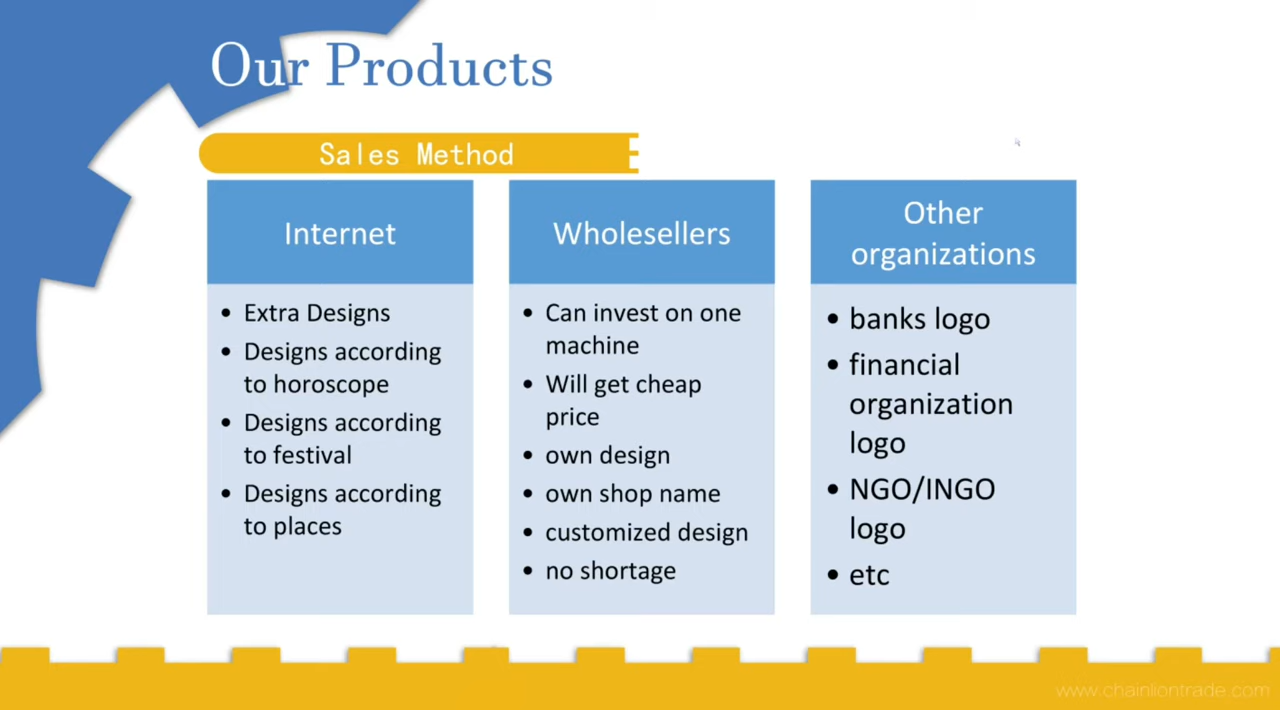 Our Products
Sales Method
Internet
• Extra Designs
• Designs according
to horoscope
• Designs according
to festival
• Designs according
to places
Wholesellers
• Can invest on one
machine
• Will get cheap
price
• own design
• own shop name
• customized design
• no shortage
Other
organizations
• banks logo
• financial
organization
logo
• NGO/INGO
logo
• etc
www.chainliontrade.com